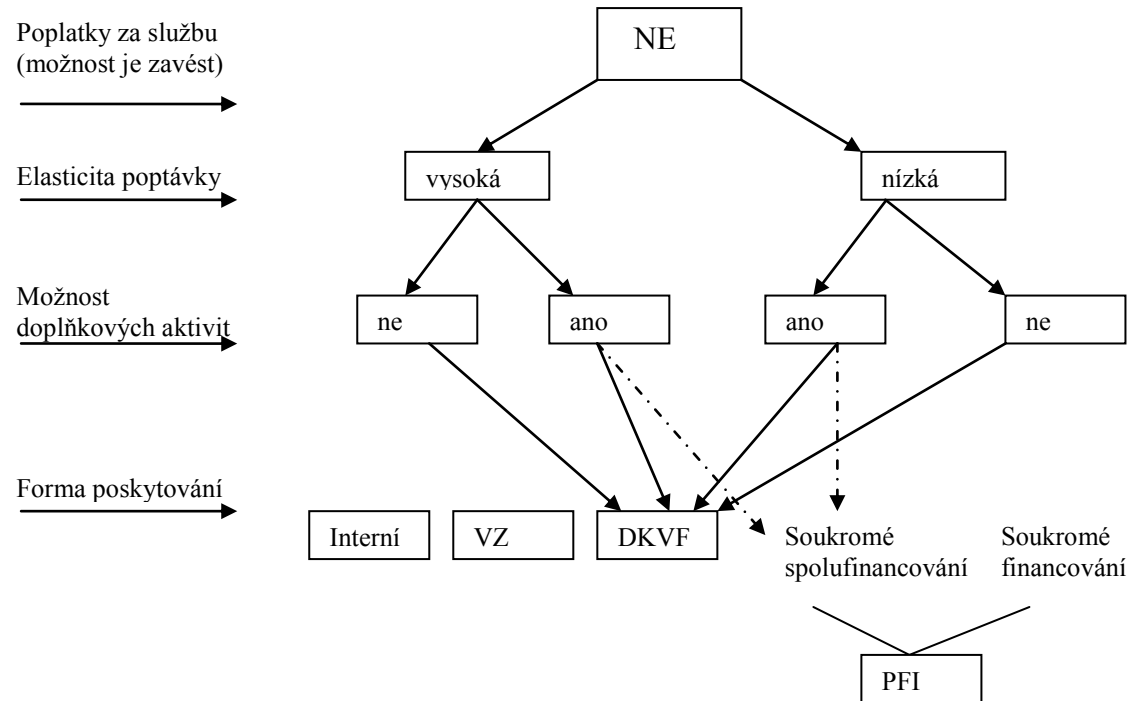 Poplatky za službu
(možnost je zavést)
NE
Elasticita poptávky
vysoká
nízká
Možnost
doplňkových aktivit
ne
ano
ano
ne
Forma poskytování
Interní
VZ
DKVF
Soukromé
spolufinancování
Soukromé
financování
PFI